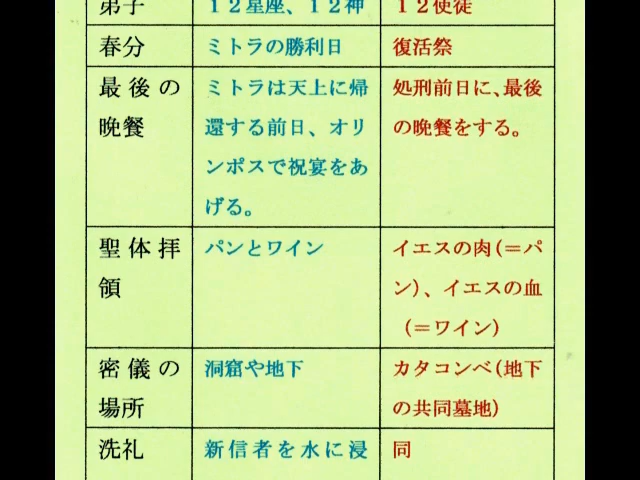 弟子 １２星座、１２神 １２使徒
春分 ミトラの勝利日 復活祭
最後の ミトラは天上に帰 処刑前日に、最後
晩餐 還する前日、オリ の晩餐をする。
ンポスで祝宴をあ
げる。
聖体拝 パンとワイン イエスの肉(＝パ
領 ン)、イエスの血
(＝ワイン)
密儀の 洞窟や地下 カタコンベ(地下
場所 の共同墓地)
洗礼 新信者を水に浸 同